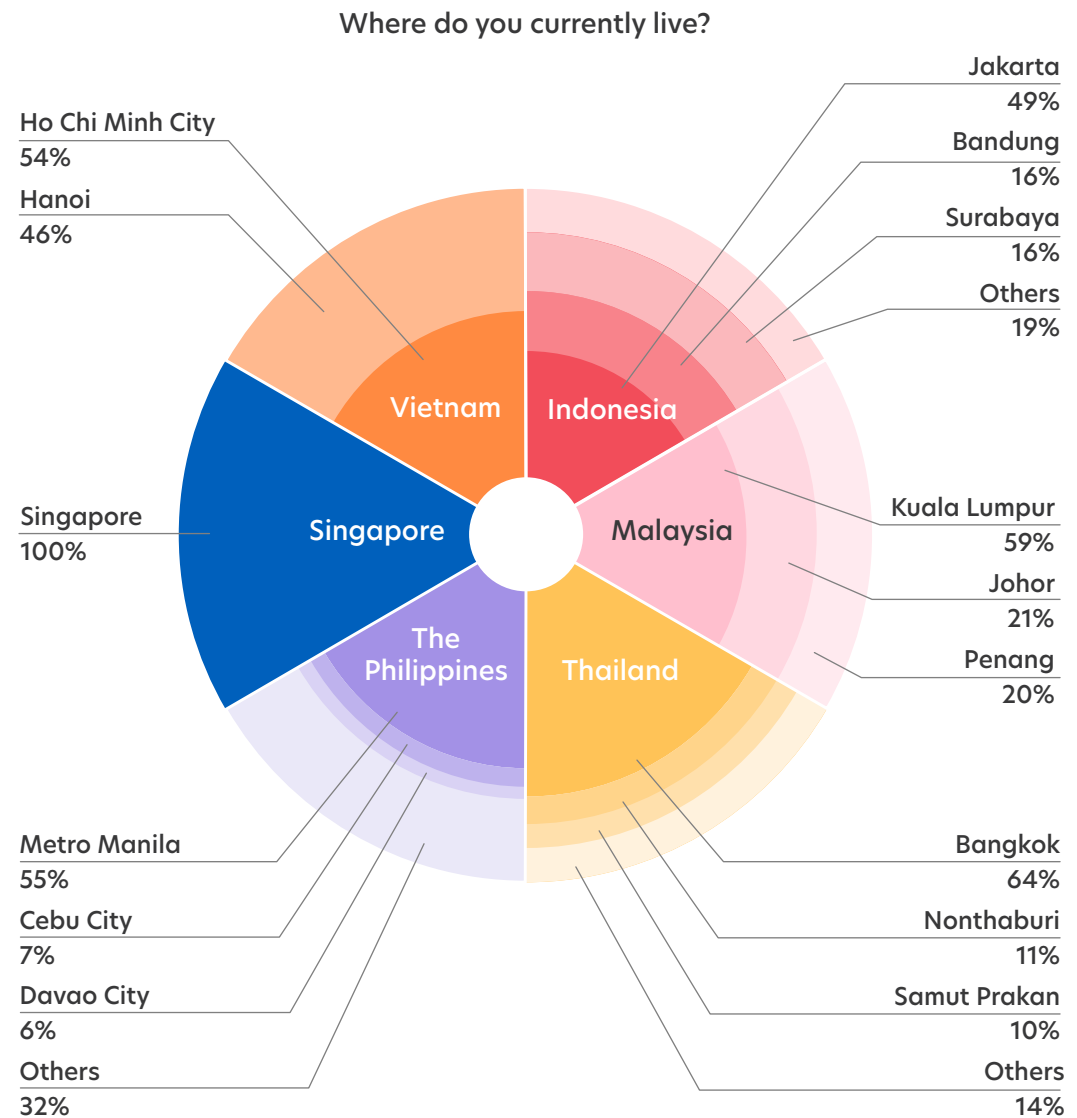 Where do you currently live?
Ho Chi Minh City
54%
Hanoi
46%
Singapore
100%
Metro Manila
55%
Cebu City
7%
Davao City
6%
Others
32%
Vietnam
Indonesia
Singapore
Malaysia
The
Philippines
Thailand
Jakarta
49%
Bandung
16%
Surabaya
16%
Others
19%
Kuala Lumpur
59%
Johor
21%
Penang
20%
Bangkok
64%
Nonthaburi
11%
Samut Prakan
10%
Others
14%